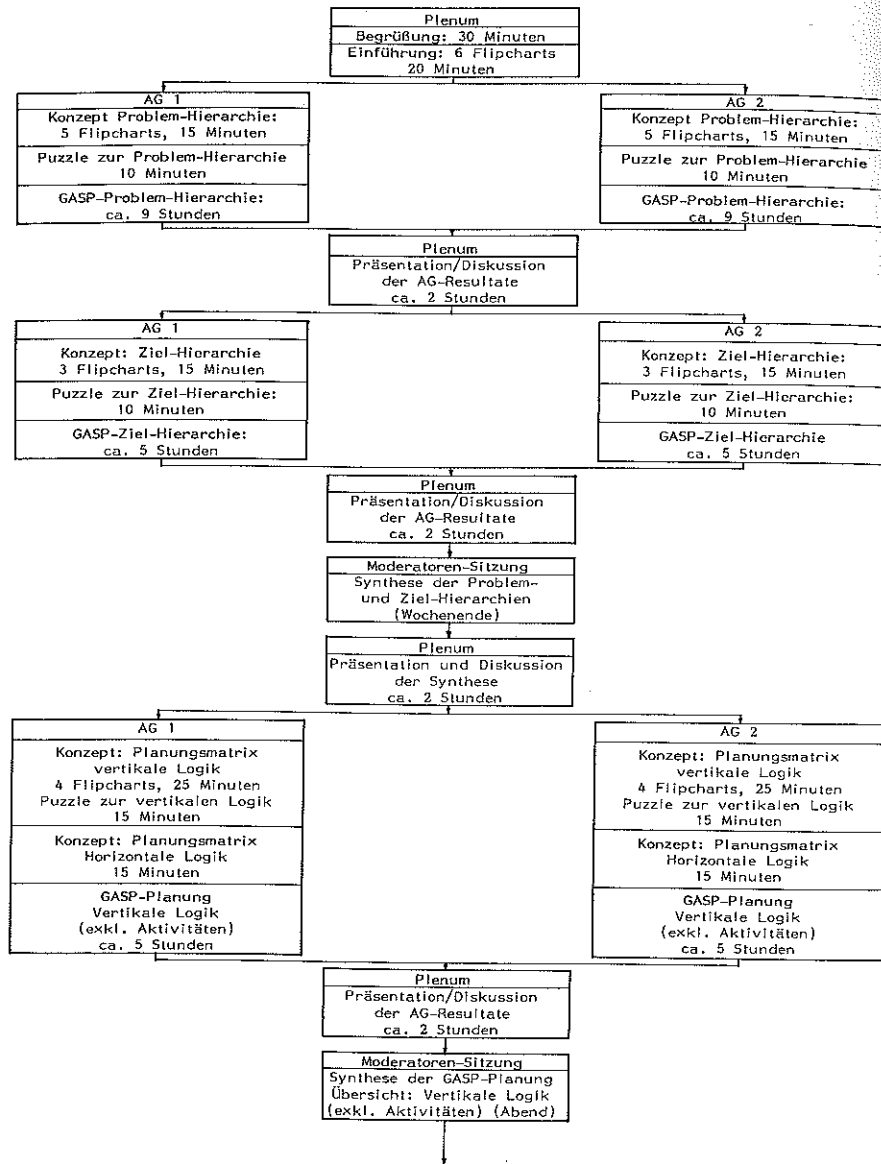 Plenum
Begrüßung: 30 Minuten
Einführung: 6 Flipcharts
20 Minuten
AG 1
Konzept Problem-Hierarchie:
5 Flipcharts, 15 Minuten
Puzzle zur Problem-Hierarchie
10 Minuten
GASP-Problem-Hierarchie:
ca. 9 Stunden
AG 2
Konzept Problem-Hierarchie:
5 Flipcharts, 15 Minuten
Puzzle zur Problem-Hierarchie
10 Minuten
GASP-Problem-Hierarchie:
ca. 9 Stunden
Plenum
Präsentation/Diskussion
der AG-Resultate
ca. 2 Stunden
AG 1
Konzept: Ziel-Hierarchie
3 Flipcharts, 15 Minuten
Puzzle zur Ziel-Hierarchie:
10 Minuten
GASP-Ziel-Hierarchie:
ca. 5 Stunden
AG 2
Konzept: Ziel-Hierarchie:
3 Flipcharts, 15 Minuten
Puzzle zur Ziel-Hierarchie:
10 Minuten
GASP-Ziel-Hierarchie
ca. 5 Stunden
Plenum
Präsentation/Diskussion
der AG-Resultate
ca. 2 Stunden
Moderatoren-Sitzung
Synthese der Problem-
und Ziel-Hierarchien
(Wochenende)
Plenum
Präsentation und Diskussion
der Synthese
ca. 2 Stunden
AG 1
Konzept: Planungsmatrix
vertikale Logik
4 Flipcharts, 25 Minuten
Puzzle zur vertikalen Logik
15 Minuten
Konzept: Planungsmatrix
Horizontale Logik
15 Minuten
GASP-Planung
Vertikale Logik
(exkl. Aktivitäten)
ca. 5 Stunden
AG 2
Konzept: Planungsmatrix
vertikale Logik
4 Flipcharts, 25 Minuten
Puzzle zur vertikalen Logik
15 Minuten
Konzept: Planungsmatrix
Horizontale Logik
15 Minuten
GASP-Planung
Vertikale Logik
(exkl. Aktivitäten)
ca. 5 Stunden
Plenum
Präsentation/Diskussion
der AG-Resultate
ca. 2 Stunden
Moderatoren-Sitzung
Synthese der GASP-Planung
Übersicht: Vertikale Logik
(exkl. Aktivitäten) (Abend)